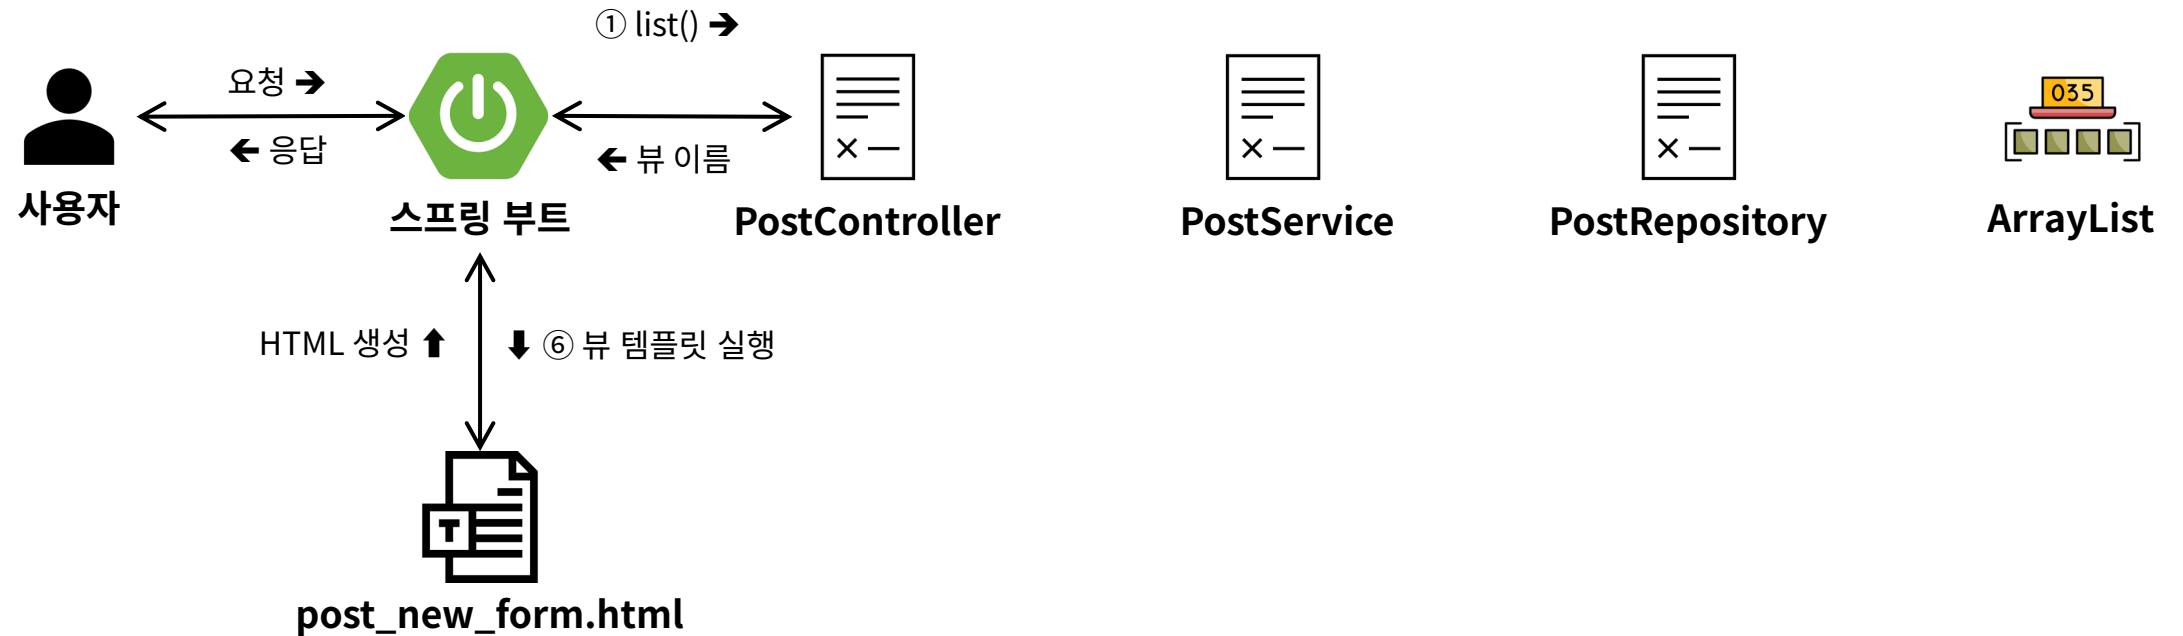 ① list() 🡺
요청 🡺
🡸 응답
🡸 뷰 이름
035
사용자
스프링 부트
PostController
PostService
PostRepository
ArrayList
HTML 생성 🡹
🡻 ⑥ 뷰 템플릿 실행
T
post_new_form.html